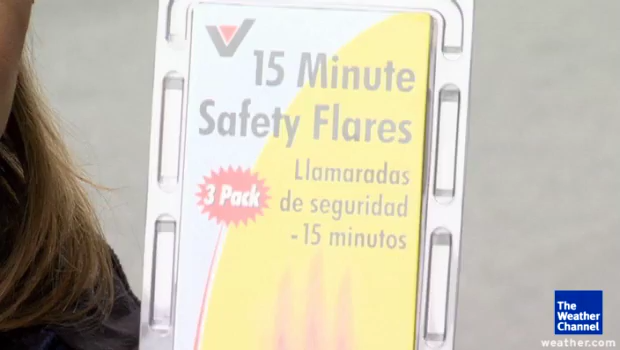 15 Minute
Safety Flares
3 Pack
Llamaradas
de seguridad
- 15 minutos
The
Weather
Channel
weather.com